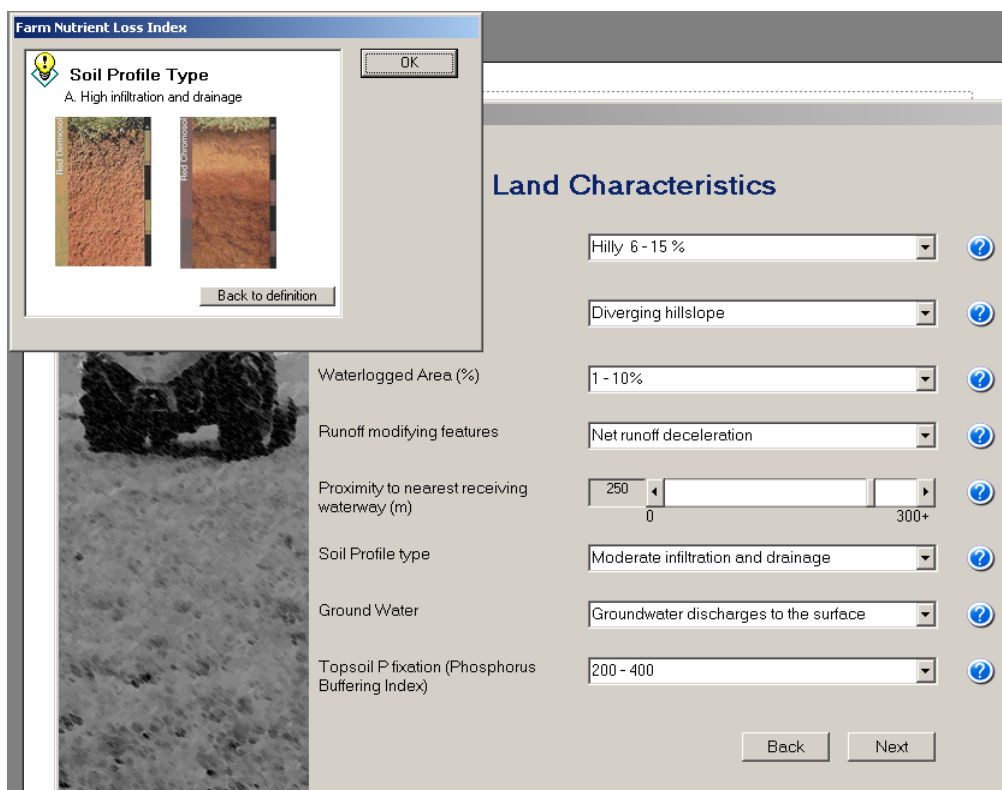 Farm Nutrient Loss Index
Soil Profile Type
A. High infiltration and drainage
OK
Red Dermosol
Red Chromosol
Back to definition
Land Characteristics
Hilly 6 - 15 %
Diverging hillslope
Waterlogged Area (%)
1 - 10%
Runoff modifying features
Net runoff deceleration
Proximity to nearest receiving
waterway (m)
250
0
300+
Soil Profile type
Moderate infiltration and drainage
Ground Water
Groundwater discharges to the surface
Topsoil P fixation (Phosphorus
Buffering Index)
200 - 400
Back
Next